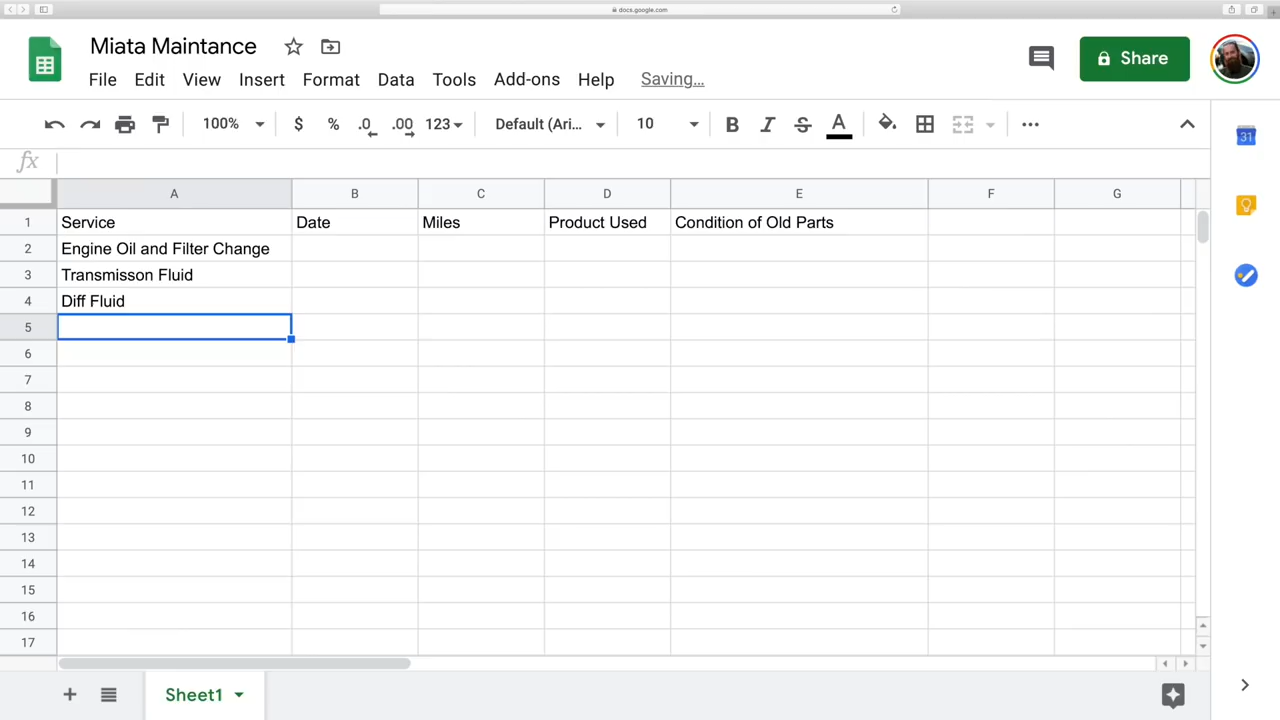 docs.google.com
Miata Maintance
File Edit View Insert Format Data Tools Add-ons Help Saving...
Share
100% $ % .0 .00 123 Default (Ari... 10 B I S A
31
fx
A B C D E F G
1 Service Date Miles Product Used Condition of Old Parts
2 Engine Oil and Filter Change
3 Transmisson Fluid
4 Diff Fluid
5
6
7
8
9
10
11
12
13
14
15
16
17
Sheet1